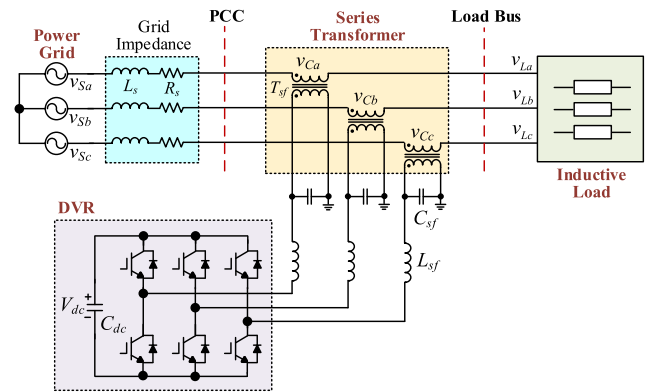 PCC
Series
Transformer
Load Bus
Grid
Impedance
Power
Grid
vSa
vSb
vSc
Ls
Rs
Tsf
vCa
vCb
vCc
vLa
vLb
vLc
Inductive
Load
Csf
Lsf
DVR
Vdc
+
−
Cdc